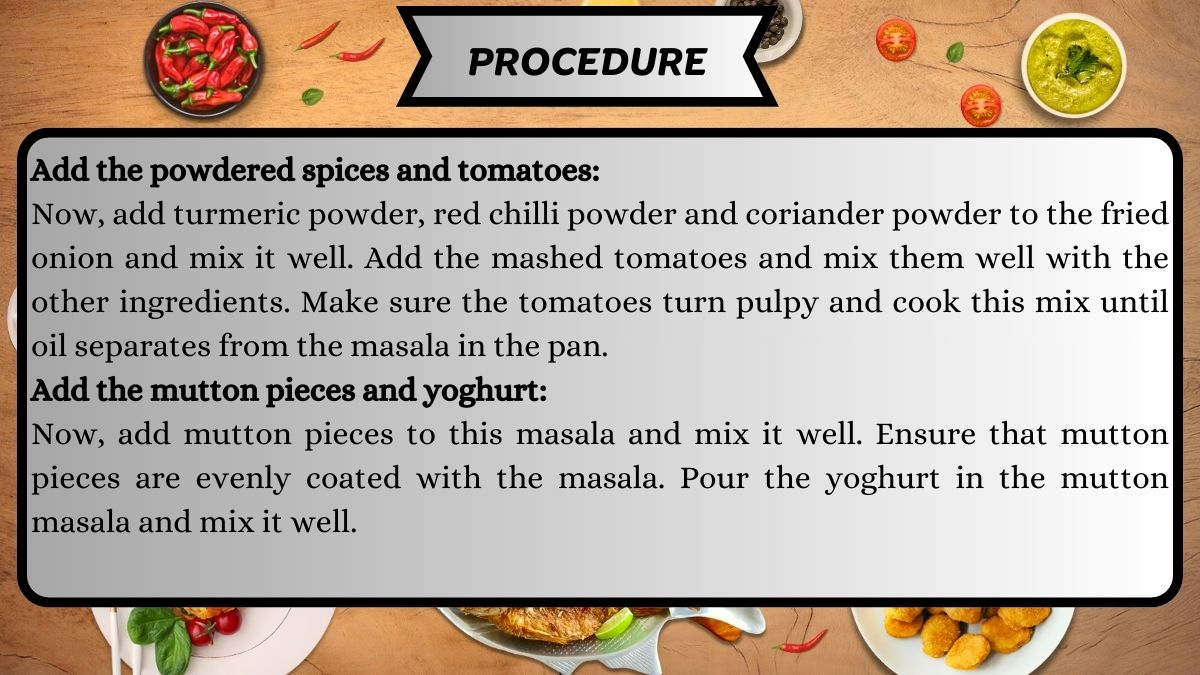 PROCEDURE
Add the powdered spices and tomatoes:
Now, add turmeric powder, red chilli powder and coriander powder to the fried
onion and mix it well. Add the mashed tomatoes and mix them well with the
other ingredients. Make sure the tomatoes turn pulpy and cook this mix until
oil separates from the masala in the pan.
Add the mutton pieces and yoghurt:
Now, add mutton pieces to this masala and mix it well. Ensure that mutton
pieces are evenly coated with the masala. Pour the yoghurt in the mutton
masala and mix it well.